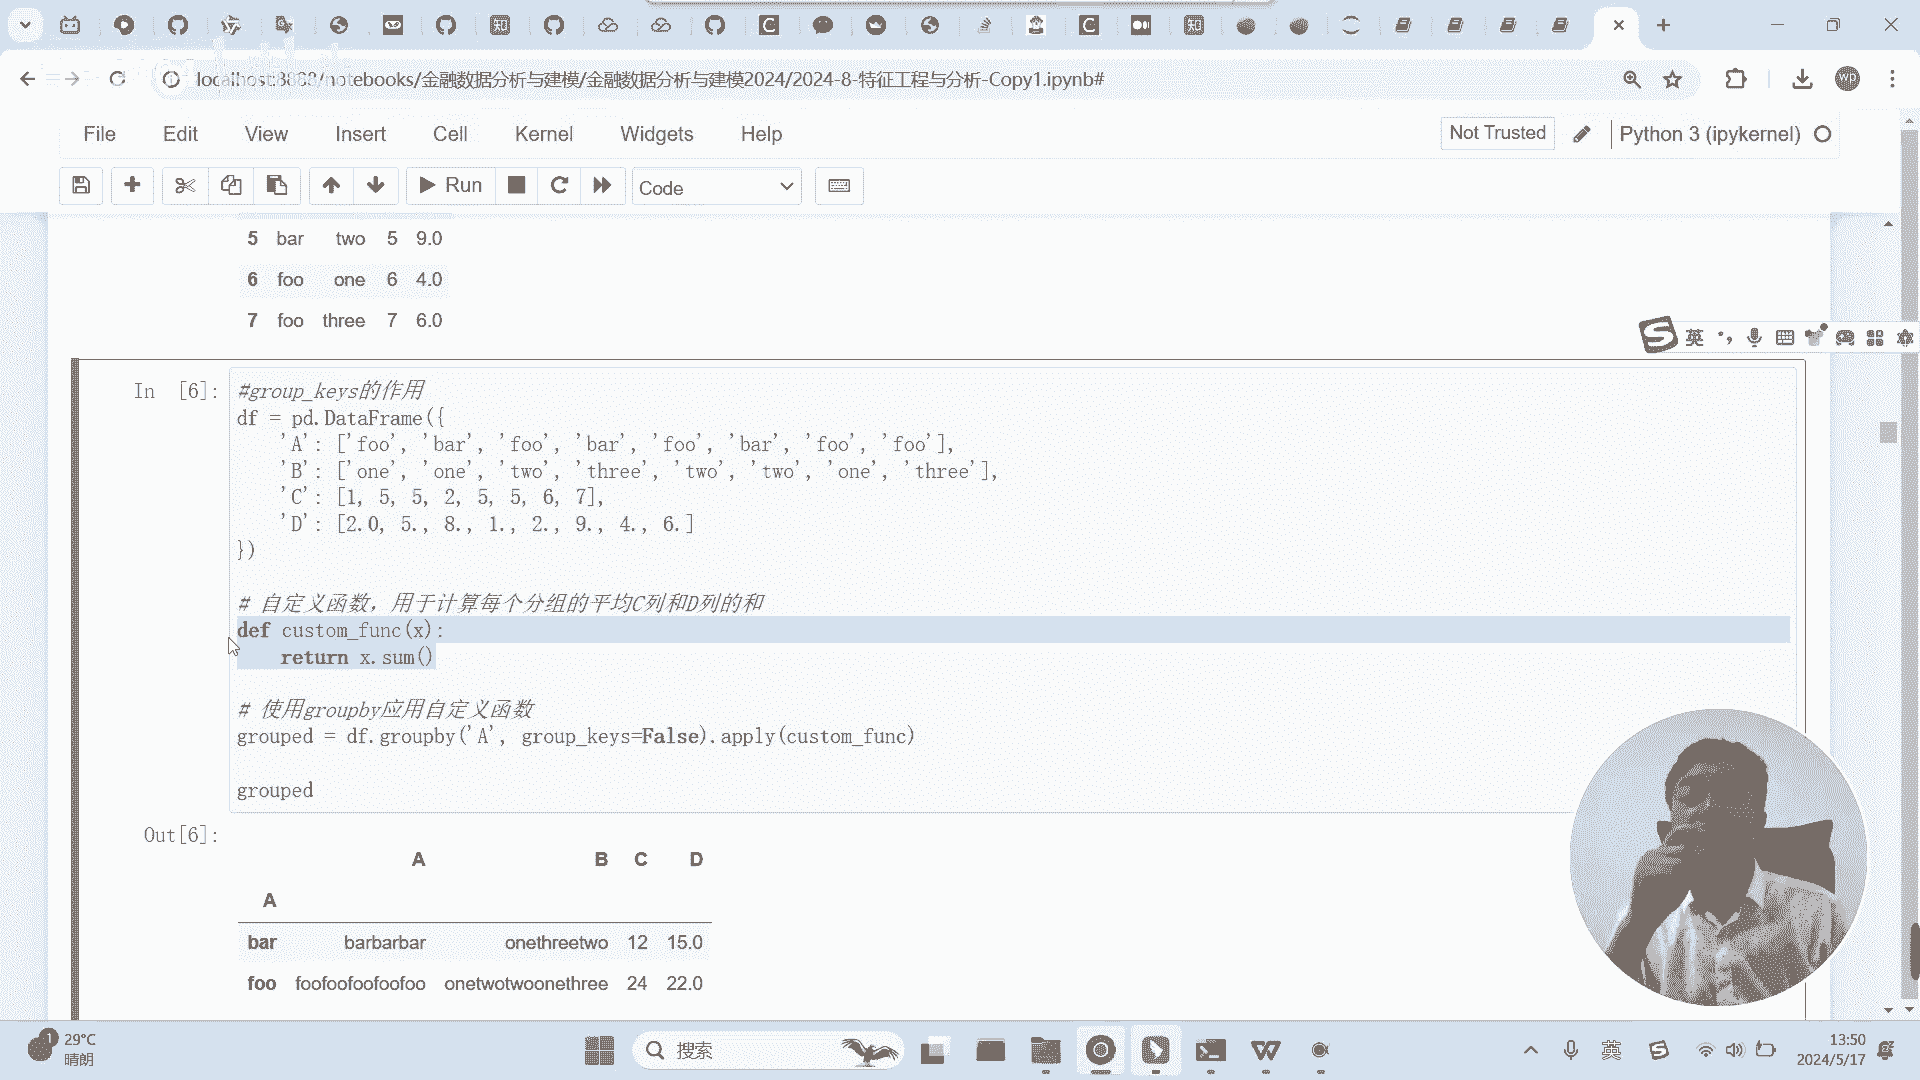 localhost:8888/notebooks/金融数据分析与建模/金融数据分析与建模2024/2024-8-特征工程与分析-Copy1.ipynb#
wp
File Edit View Insert Cell Kernel Widgets Help
Not Trusted
Python 3 (ipykernel)
Run
Code
5 bar two 5 9.0
6 foo one 6 4.0
7 foo three 7 6.0
英
In [6]:
#group_keys的作用
df = pd.DataFrame({
'A': ['foo', 'bar', 'foo', 'bar', 'foo', 'bar', 'foo', 'foo'],
'B': ['one', 'one', 'two', 'three', 'two', 'two', 'one', 'three'],
'C': [1, 5, 5, 2, 5, 5, 6, 7],
'D': [2.0, 5., 8., 1., 2., 9., 4., 6.]
})
# 自定义函数，用于计算每个分组的平均C列和D列的和
def custom_func(x):
return x.sum()
# 使用groupby应用自定义函数
grouped = df.groupby('A', group_keys=False).apply(custom_func)
grouped
Out[6]:
A B C D
A
bar barbarbar onethreetwo 12 15.0
foo foofoofoofoofoo onetwotwoonethree 24 22.0
1
29°C
晴朗
搜索
英
13:50
2024/5/17